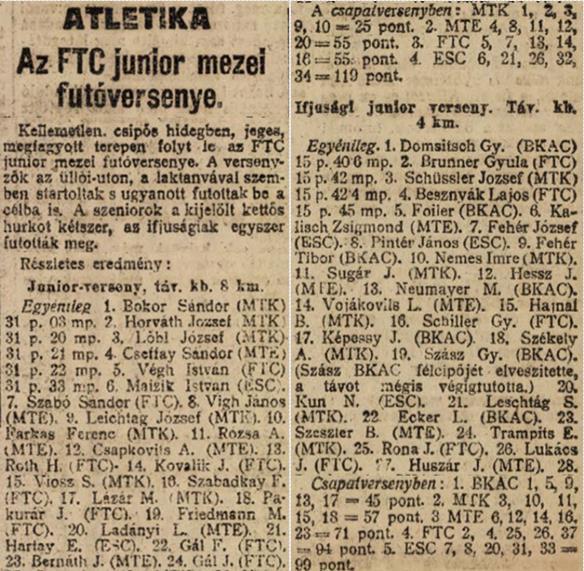 ATLETIKA
Az FTC junior mezei
futóversenye.
Kellemetlen. csipős hidegben, jeges,
megfagyott terepen folyt le az FTC
junior mezei futóversenye. A verseny-
zők az üllői-uton, a laktanyával szem-
ben startoltak s ugyanott futottak be a
célba is. A szeniorok a kijelölt kettős
hurkot kétszer, az ifjuságiak egyszer
futották meg.
Részletes eredmény:
Junior-verseny, táv. kb. 8 km.
Egyénileg 1. Bokor Sándor (MTK)
31 p. 03 mp. 2. Horváth József MTK)
31 p. 20 mp. 3. Löbl József (MTK)
31 p. 21 mp. 4. Cseffay Sándor (MTE)
31 p. 22 mp. 5. Végh István (FTC)
31 p. 33 mp. 6. Maizik István (ESC).
7. Szabó Sándor (FTC). 8. Vigh János
(MTE). 9. Leichtag József (MTK). 10.
Farkas Ferenc (MTK). 11. Rózsa A.
(MTE). 12. Csapkovits A. (MTE). 13.
Roth H. (FTC)- 14. Kovalik J. (FTC).
15. Viosz S. (MTK). 16. Szabadkay F.
(FTC). 17. Lázár M. (MTK). 18. Pa-
kurár J. (FTC). 19. Friedmann M.
(FTC). 20. Ladányi L. (MTE). 21.
Hartay E. (ESC). 22. Gál F. (FTC).
23. Bernáth J. (MTE). 24. Gál J. (FTC).
A csapatversenyben: MTK 1, 2, 3,
9, 10 = 25 pont. 2. MTE 4, 8, 11, 12,
20 = 55 pont. 3. FTC 5, 7, 13, 14,
16 = 55 pont. 4. ESC 6, 21, 26, 32,
34 = 119 pont.
Ifjusági junior verseny. Táv. kb.
4 km.
Egyénileg. 1. Domsitsch Gy. (BKAC)
15 p. 40'6 mp. 2. Brunner Gyula (FTC)
15 p. 42 mp. 3. Schüssler József (MTK)
15 p. 42'4 mp. 4. Besznyák Lajos (FTC)
15 p. 45 mp. 5. Foiler (BKAC). 6. Ka-
lisch Zsigmond (MTE). 7. Fehér József
(ESC). 8. Pintér János (ESC). 9. Fehér
Tibor (BKAC). 10. Nemes Imre (MTK).
11. Sugár J. (MTK). 12. Hessz J.
(MTE). 13. Neumayer M. (BKAC).
14. Vojákovils L. (MTE). 15. Hajnal
B. (MTK). 16. Schiller Gy. (FTC).
17. Képessy J. (BKAC). 18. Székely
A. (MTK). 19. Szász Gy. (BKAC).
(Szász BKAC félcipőjét elveszitette,
a távot mégis végigfutotta.) 20.
Kun N. (ESC). 21. Leschtág S.
(MTK). 22. Ecker L. (BKAC). 23.
Szeszler B. (MTE). 24. Trampits E.
(MTK). 25. Rona J. (FTC). 26. Lukács
J. (FTC). Huszár J. (MTE). 28.
Csapatversenyben: 1. BKAC 1, 5, 9,
13, 17 = 45 pont. 2. MTK 3, 10, 11,
15, 18 = 57 pont. 3 MTE 6, 12, 14, 16,
23 = 71 pont. 4. FTC 2, 4, 25, 26. 37
= 94 pont. 5. ESC 7, 8, 20, 31, 33 =
99 pont.